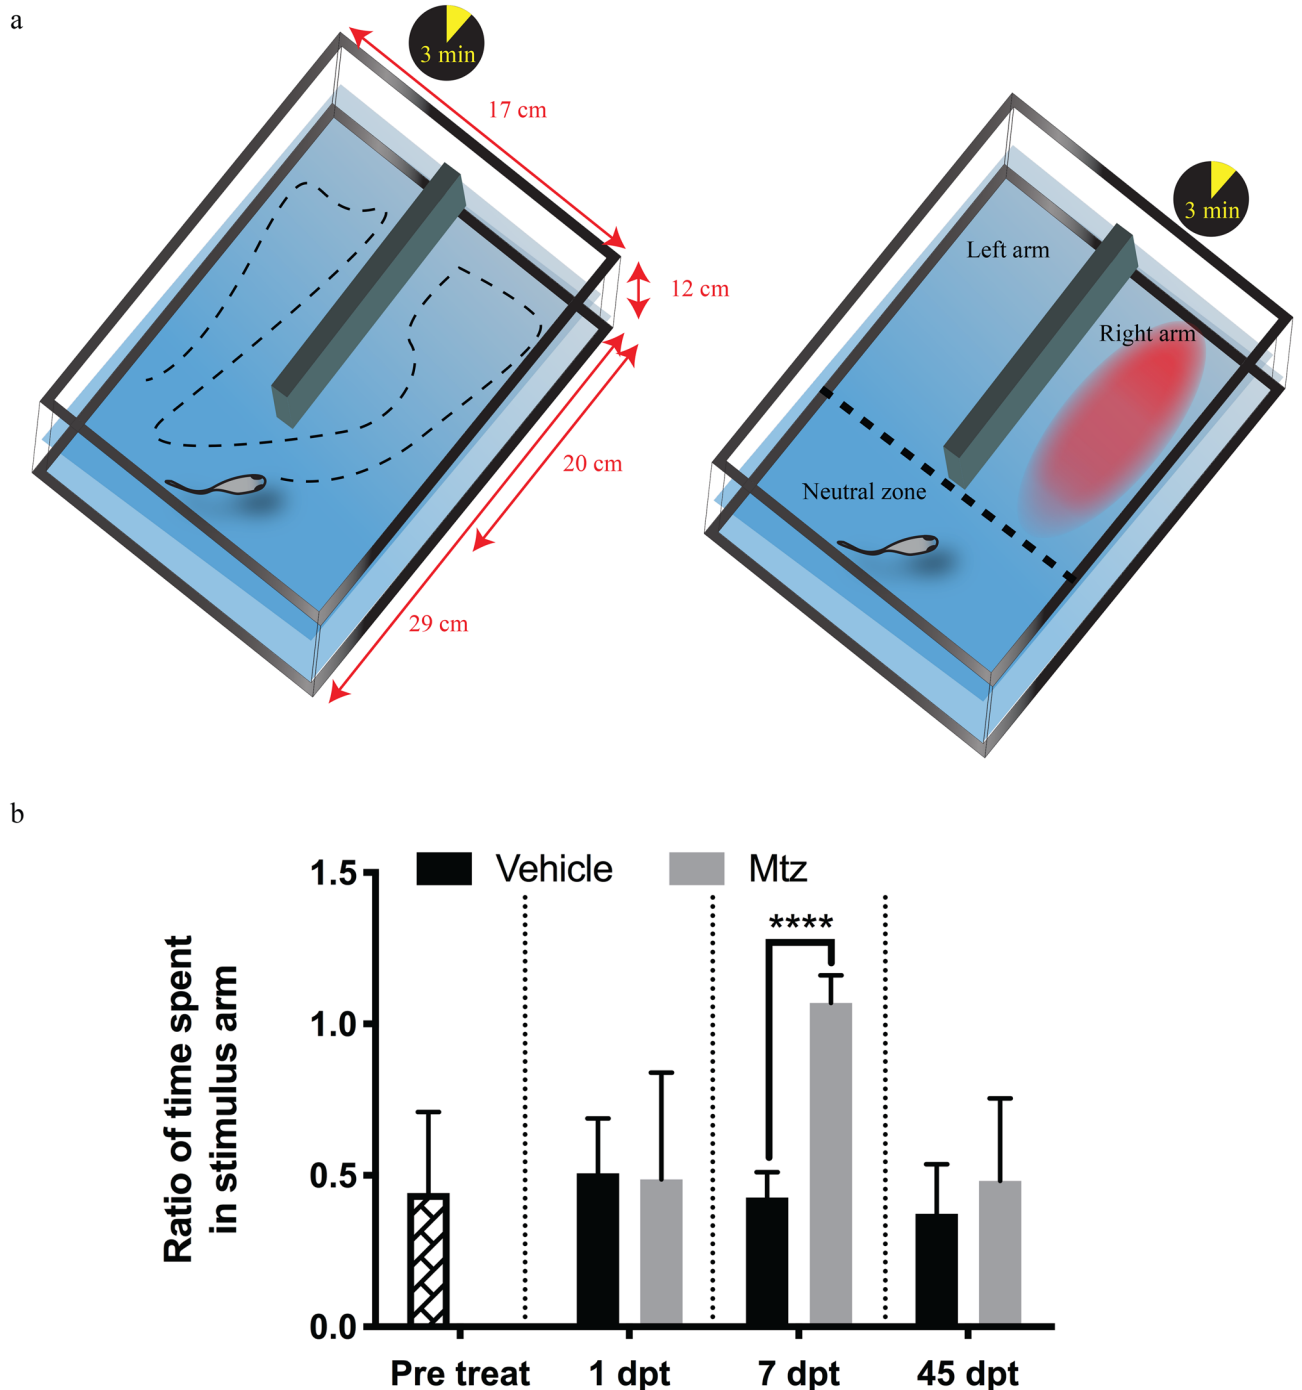 a
3 min
17 cm
12 cm
20 cm
29 cm
3 min
Left arm
Right arm
Neutral zone
b
Vehicle
Mtz
Ratio of time spent
in stimulus arm
1.5
1.0
0.5
0.0
****
Pre treat
1 dpt
7 dpt
45 dpt